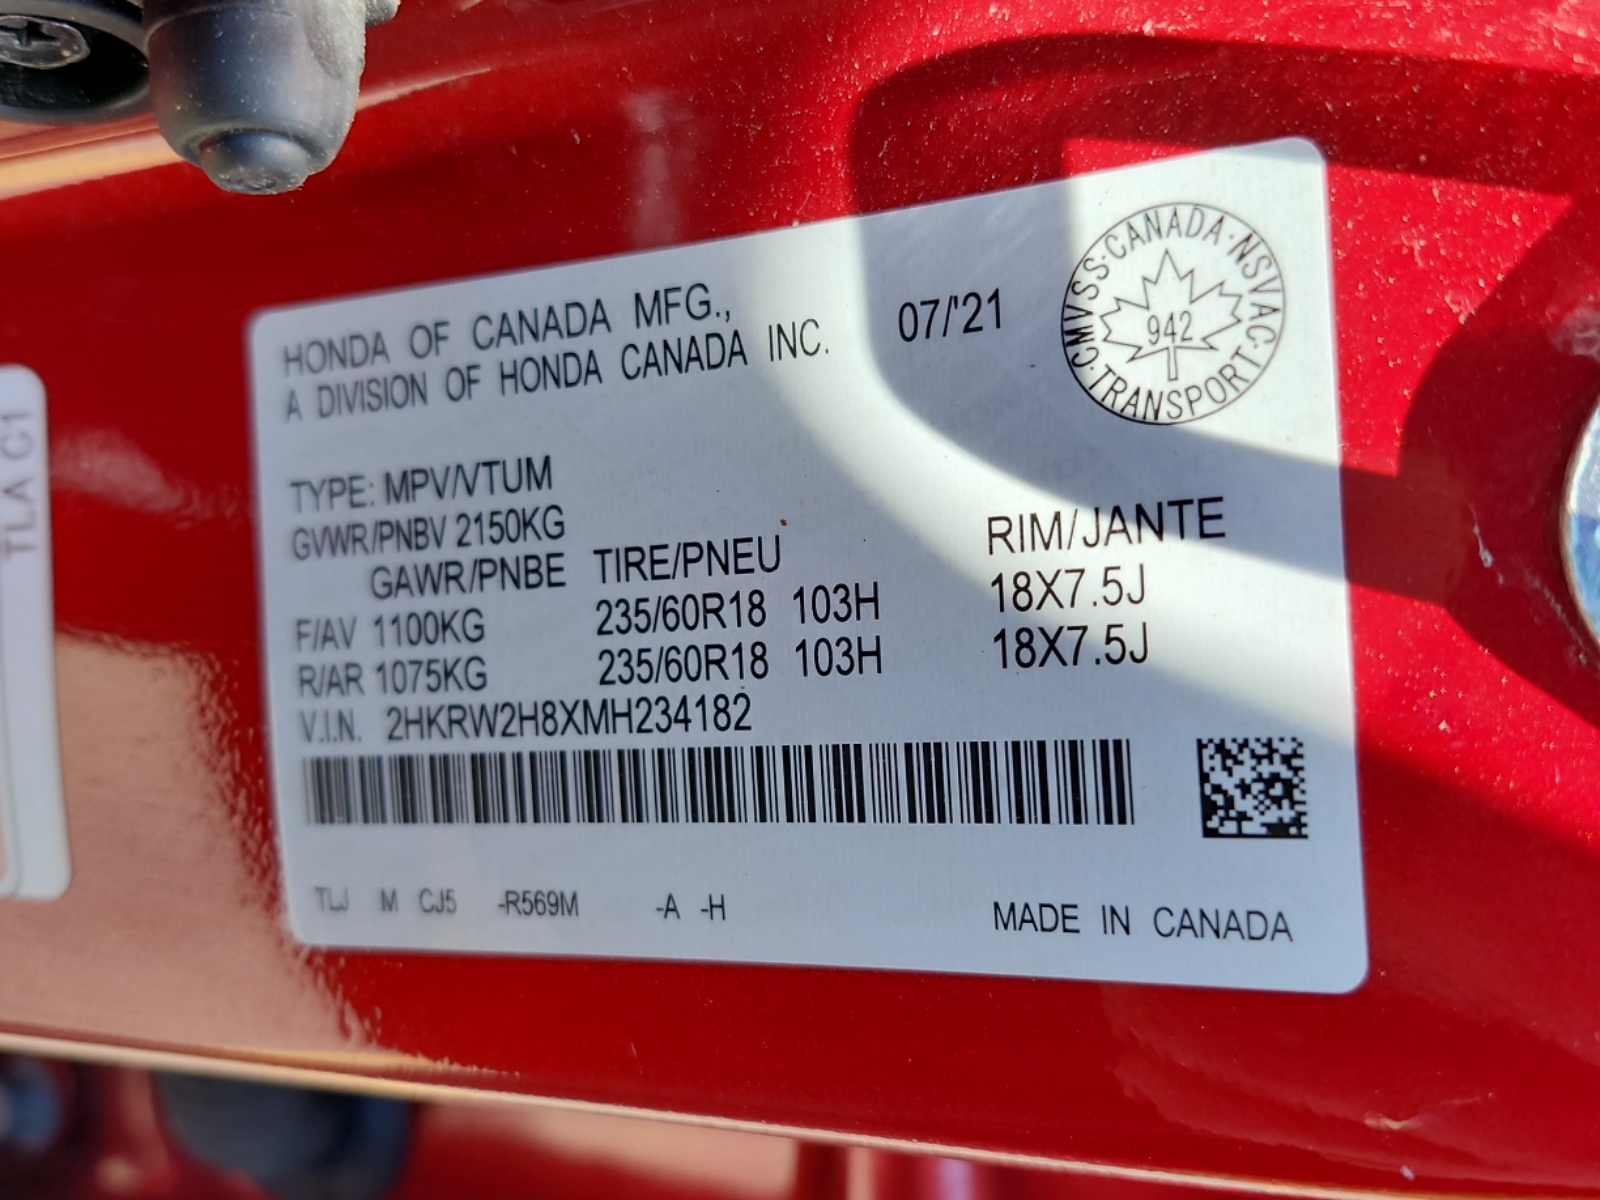 HONDA OF CANADA MFG.,
A DIVISION OF HONDA CANADA INC.
07/'21
CMVSS·CANADA·NSVAC·TRANSPORT·
942
TYPE: MPV/VTUM
GVWR/PNBV 2150KG
GAWR/PNBE TIRE/PNEU RIM/JANTE
F/AV 1100KG 235/60R18 103H 18X7.5J
R/AR 1075KG 235/60R18 103H 18X7.5J
V.I.N. 2HKRW2H8XMH234182
TLJ M CJ5 -R569M -A -H MADE IN CANADA
TLA C1